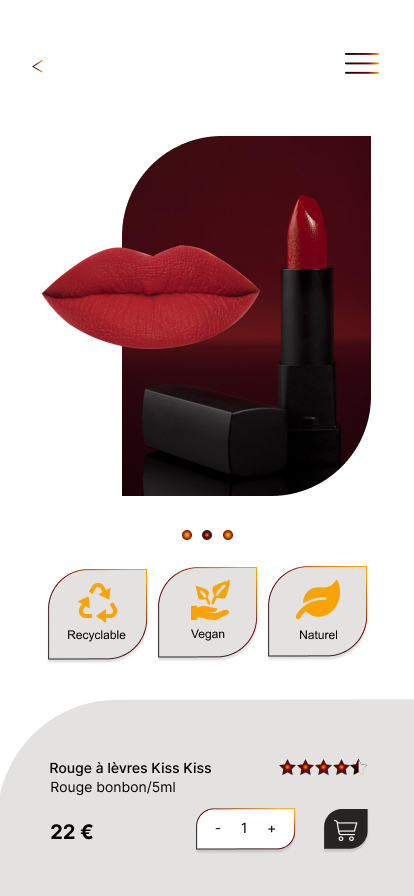 <
Recyclable
Vegan
Naturel
Rouge à lèvres Kiss Kiss
Rouge bonbon/5ml
22 €
- 1 +